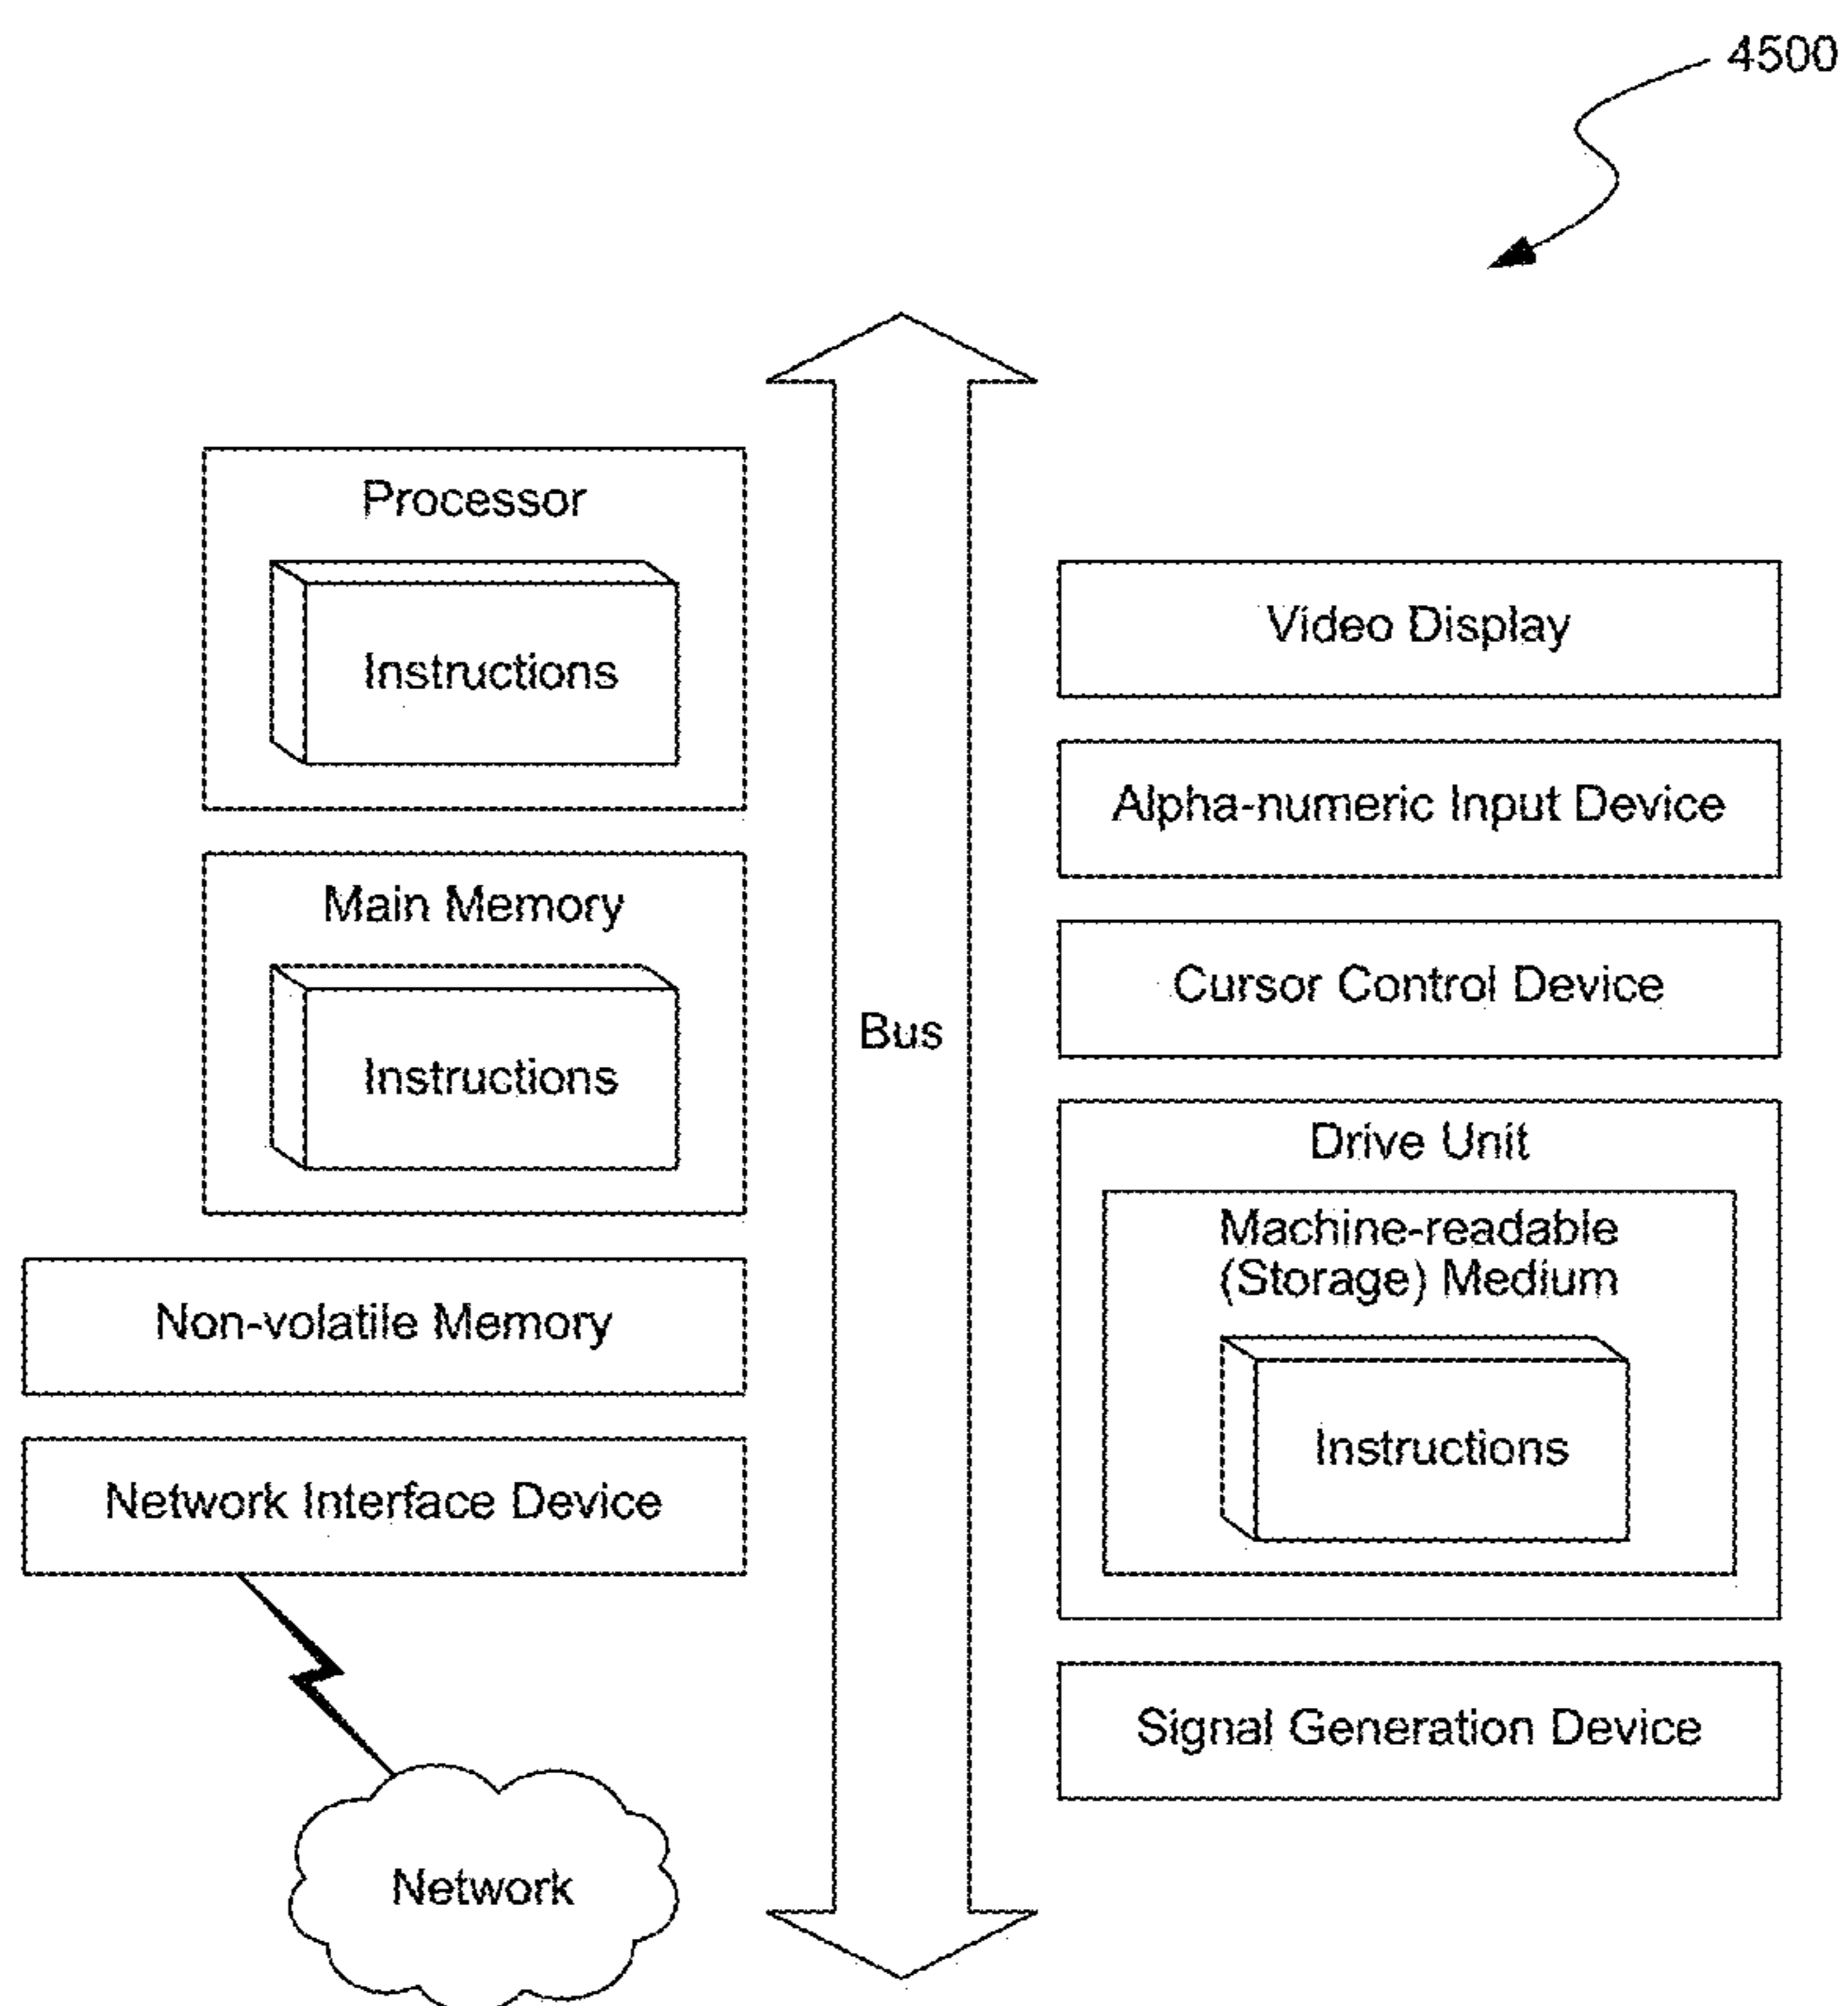 4500
Processor
Instructions
Main Memory
Instructions
Non-volatile Memory
Network Interface Device
Network
Bus
Video Display
Alpha-numeric Input Device
Cursor Control Device
Drive Unit
Machine-readable
(Storage) Medium
Instructions
Signal Generation Device